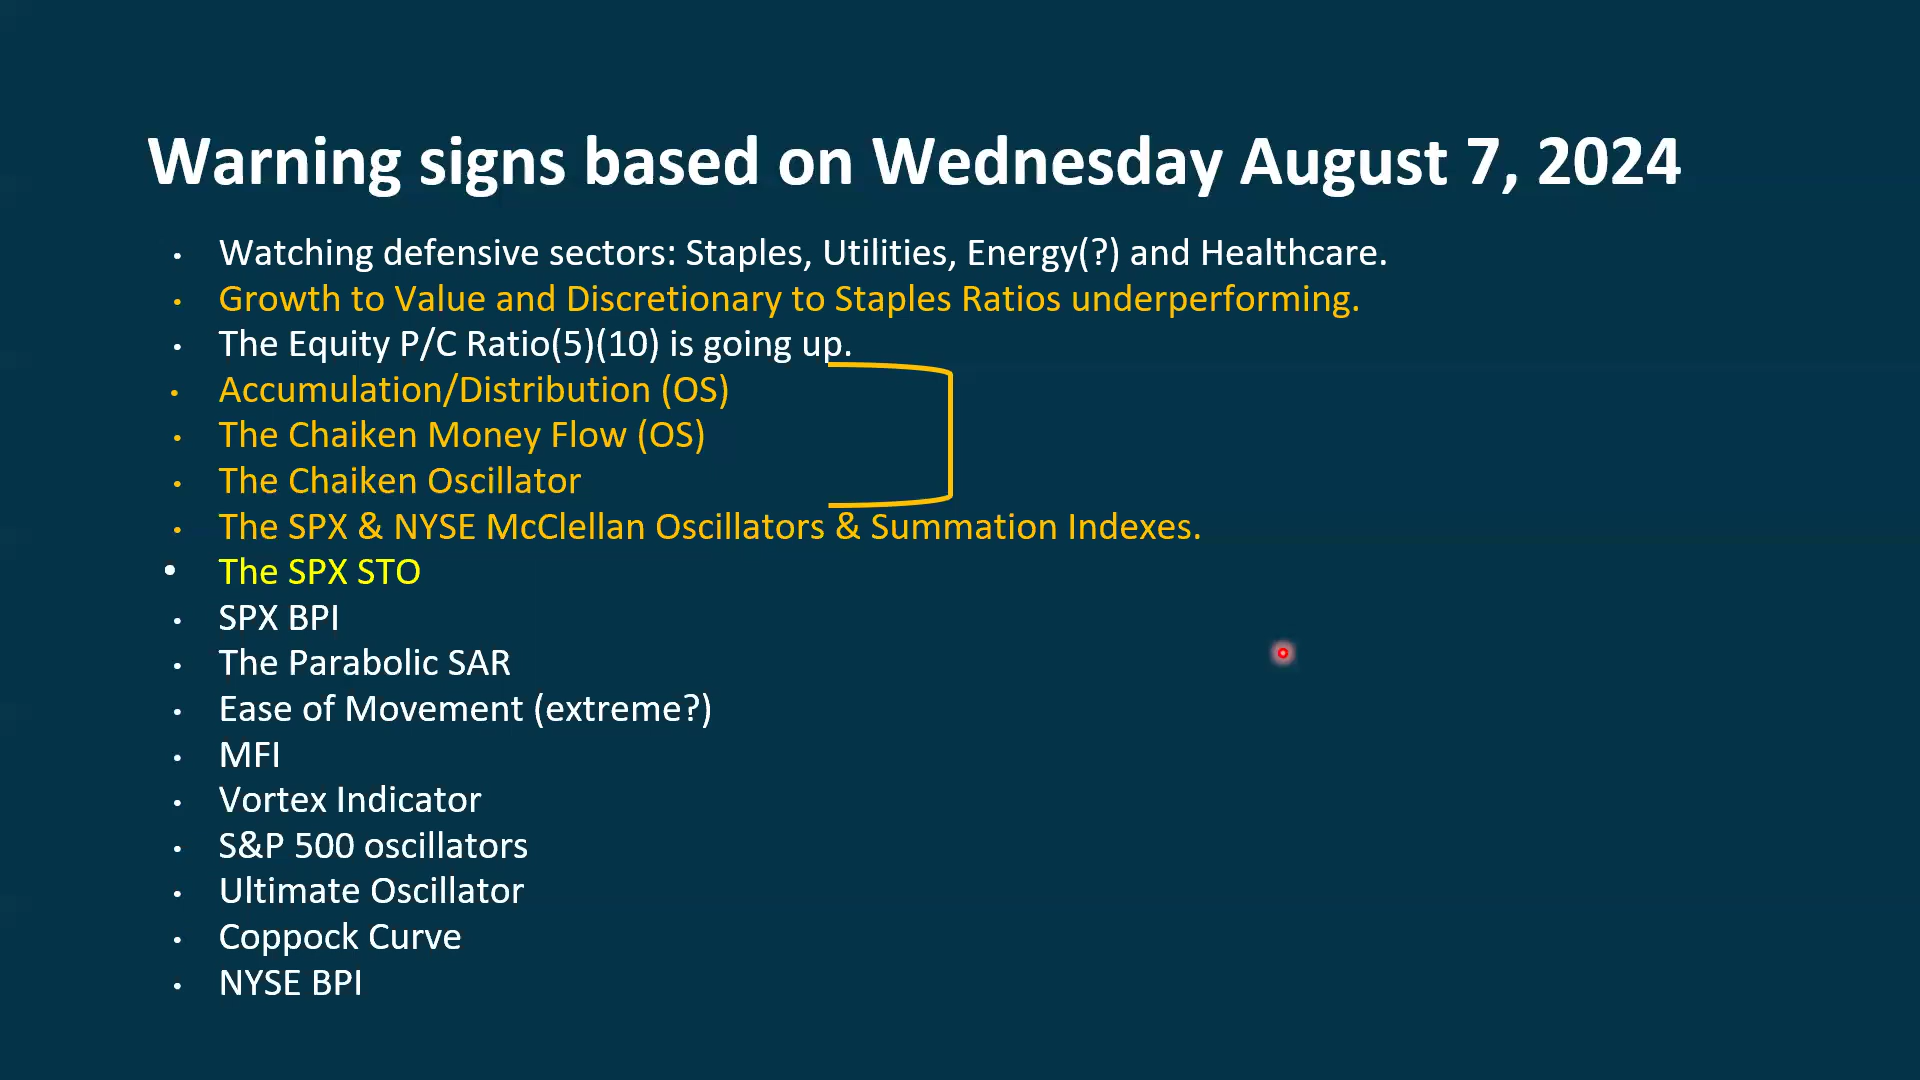 Warning signs based on Wednesday August 7, 2024
• Watching defensive sectors: Staples, Utilities, Energy(?) and Healthcare.
• Growth to Value and Discretionary to Staples Ratios underperforming.
• The Equity P/C Ratio(5)(10) is going up.
• Accumulation/Distribution (OS)
• The Chaiken Money Flow (OS)
• The Chaiken Oscillator
• The SPX & NYSE McClellan Oscillators & Summation Indexes.
• The SPX STO
• SPX BPI
• The Parabolic SAR
• Ease of Movement (extreme?)
• MFI
• Vortex Indicator
• S&P 500 oscillators
• Ultimate Oscillator
• Coppock Curve
• NYSE BPI